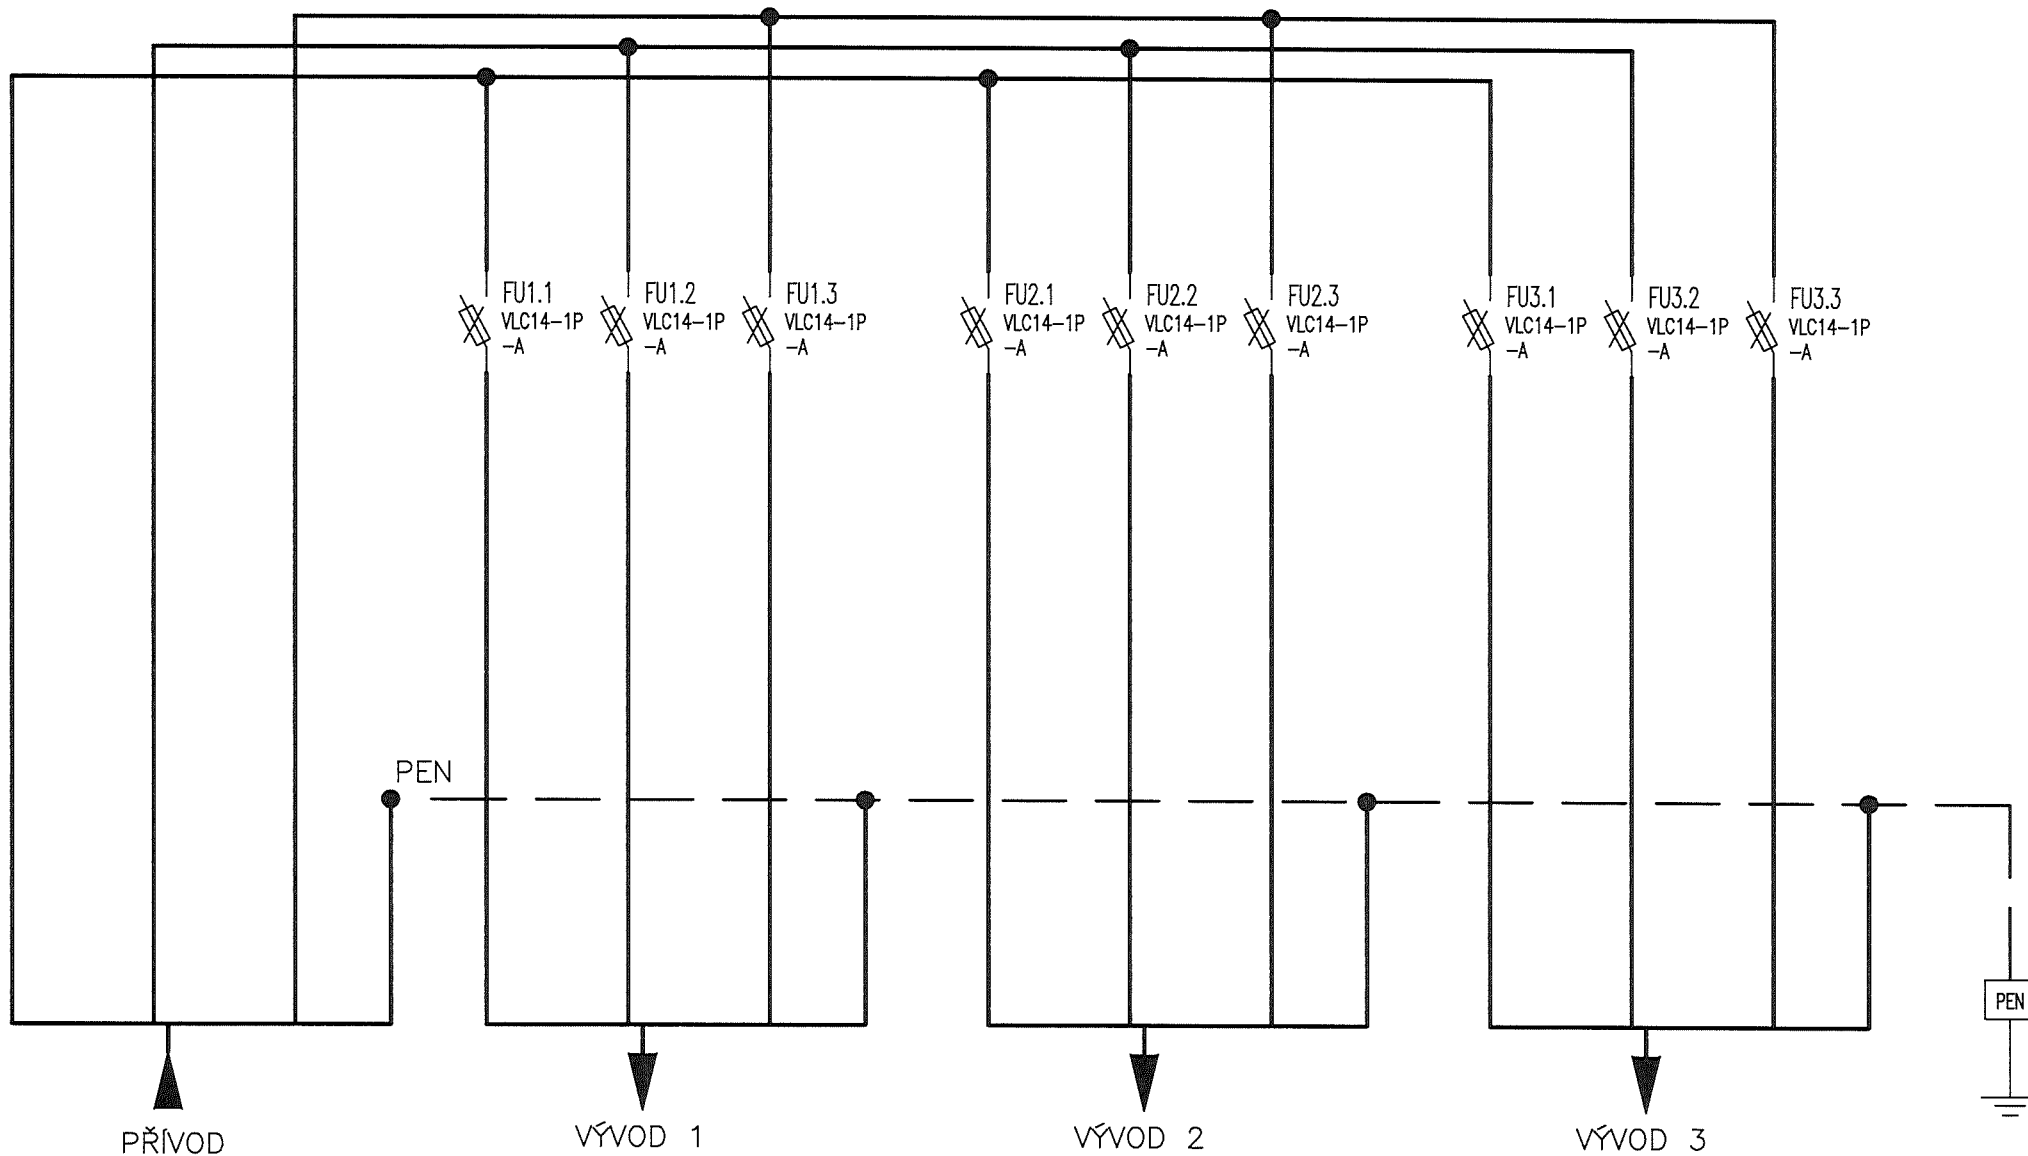 FU1.1
VLC14-1P
-A
FU1.2
VLC14-1P
-A
FU1.3
VLC14-1P
-A
FU2.1
VLC14-1P
-A
FU2.2
VLC14-1P
-A
FU2.3
VLC14-1P
-A
FU3.1
VLC14-1P
-A
FU3.2
VLC14-1P
-A
FU3.3
VLC14-1P
-A
PEN
PEN
PŘÍVOD
VÝVOD 1
VÝVOD 2
VÝVOD 3